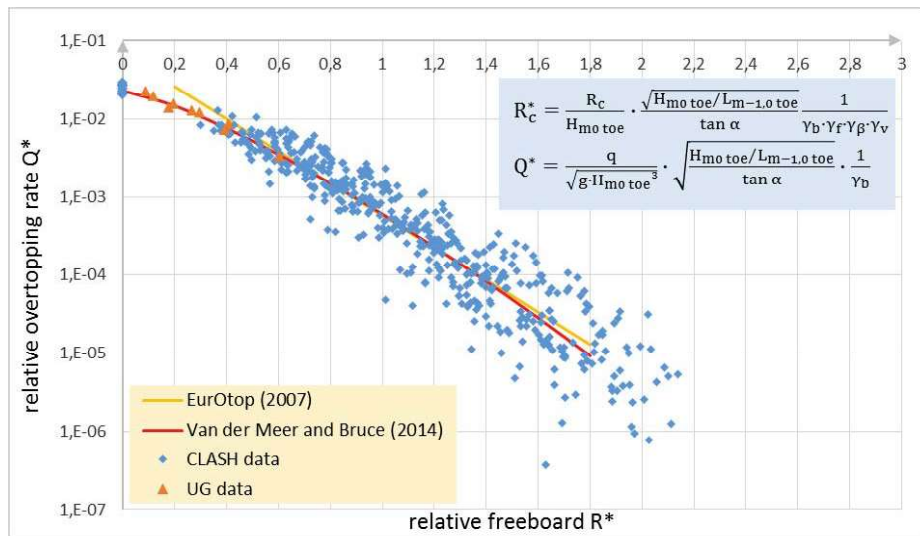 1,E-01
0 0,2 0,4 0,6 0,8 1 1,2 1,4 1,6 1,8 2 2,2 2,4 2,6 2,8 3
1,E-02
1,E-03
1,E-04
1,E-05
1,E-06
1,E-07
relative overtopping rate Q*
relative freeboard R*
R*c = Rc / Hm0 toe · √(Hm0 toe/Lm−1,0 toe) / tan α · 1 / γb·γf·γβ·γv
Q* = q / √(g·Hm0 toe³) · √(Hm0 toe/Lm−1,0 toe / tan α) · 1 / γb
EurOtop (2007)
Van der Meer and Bruce (2014)
CLASH data
UG data